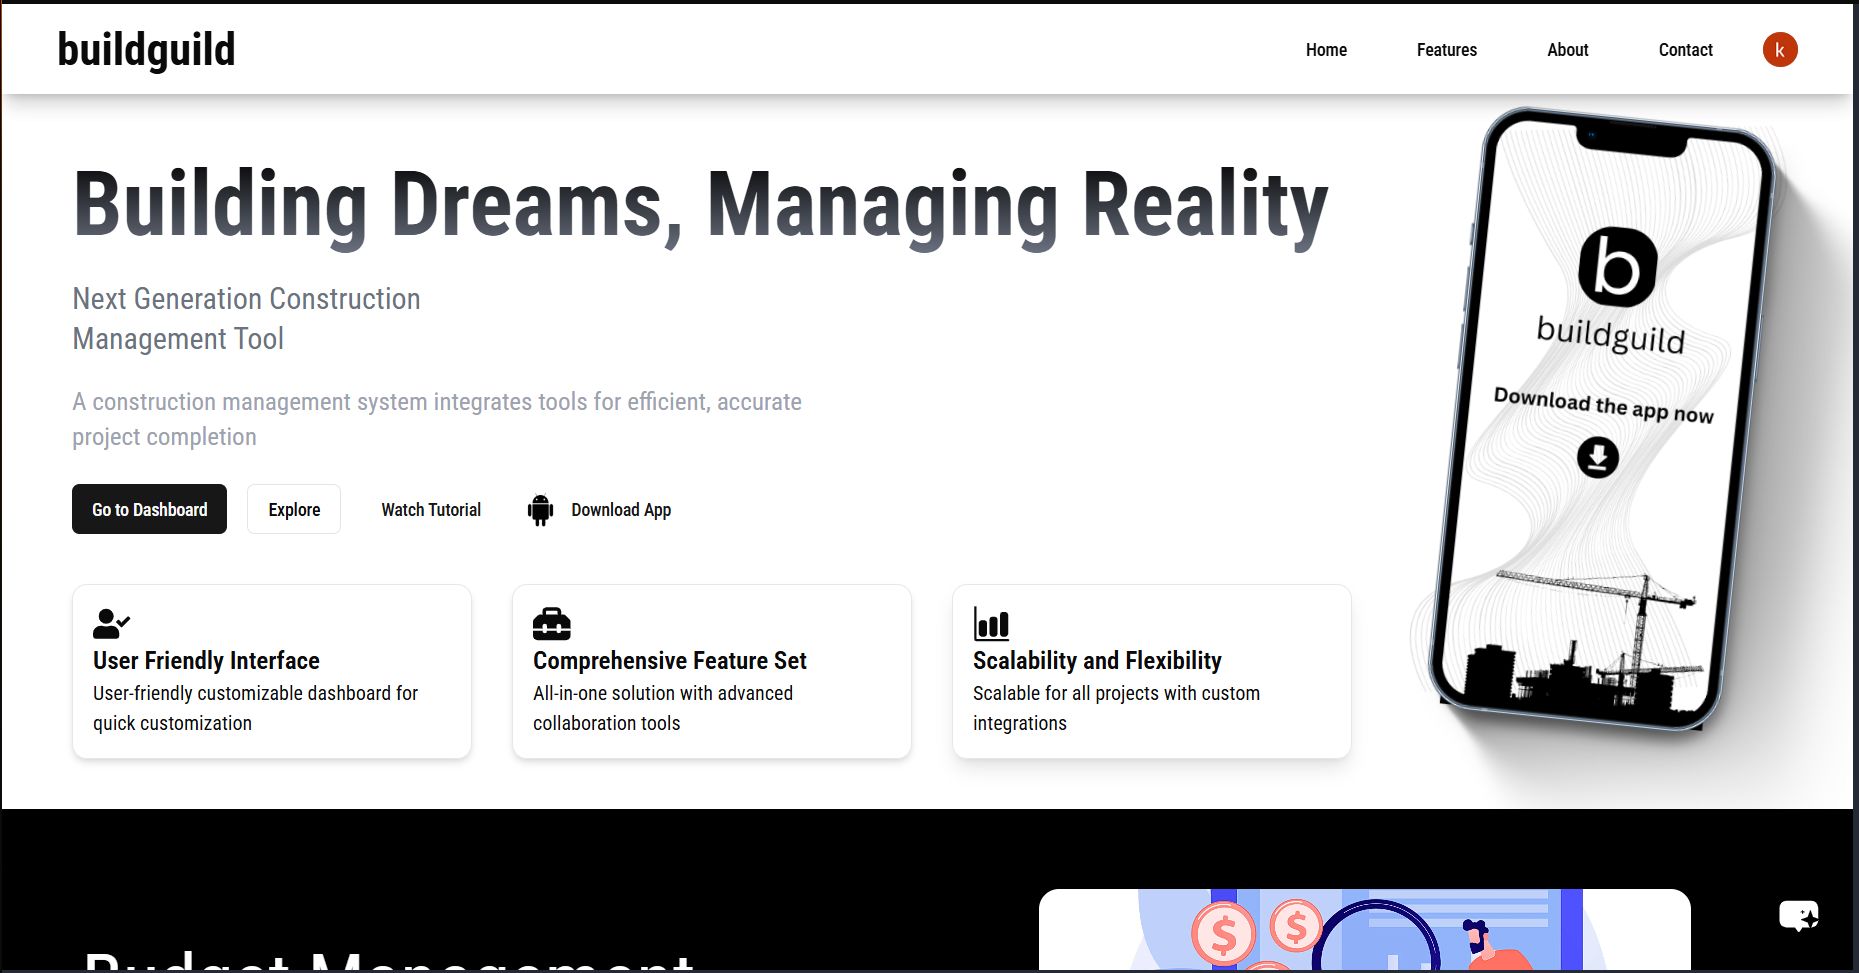 buildguild
Home
Features
About
Contact
k
Building Dreams, Managing Reality
Next Generation Construction
Management Tool
A construction management system integrates tools for efficient, accurate
project completion
Go to Dashboard
Explore
Watch Tutorial
Download App
User Friendly Interface
User-friendly customizable dashboard for
quick customization
Comprehensive Feature Set
All-in-one solution with advanced
collaboration tools
Scalability and Flexibility
Scalable for all projects with custom
integrations
b
buildguild
Download the app now
Budget Management
$
$